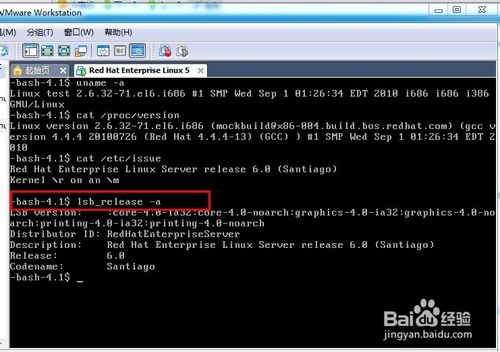 VMware Workstation
(M) 分组(T) 窗口(W) 帮助(H)
起始页 Red Hat Enterprise Linux 5
-bash-4.1$ uname -a
Linux test 2.6.32-71.el6.i686 #1 SMP Wed Sep 1 01:26:34 EDT 2010 i686 i686 i386
GNU/Linux
-bash-4.1$ cat /proc/version
Linux version 2.6.32-71.el6.i686 (mockbuild@x86-004.build.bos.redhat.com) (gcc v
ersion 4.4.4 20100726 (Red Hat 4.4.4-13) (GCC) ) #1 SMP Wed Sep 1 01:26:34 EDT 2
010
-bash-4.1$ cat /etc/issue
Red Hat Enterprise Linux Server release 6.0 (Santiago)
Kernel \r on an \m
-bash-4.1$ lsb_release -a
LSB Version: :core-4.0-ia32:core-4.0-noarch:graphics-4.0-ia32:graphics-4.0-no
arch:printing-4.0-ia32:printing-4.0-noarch
Distributor ID: RedHatEnterpriseServer
Description: Red Hat Enterprise Linux Server release 6.0 (Santiago)
Release: 6.0
Codename: Santiago
-bash-4.1$ _
Baidu 经验
jingyan.baidu.com